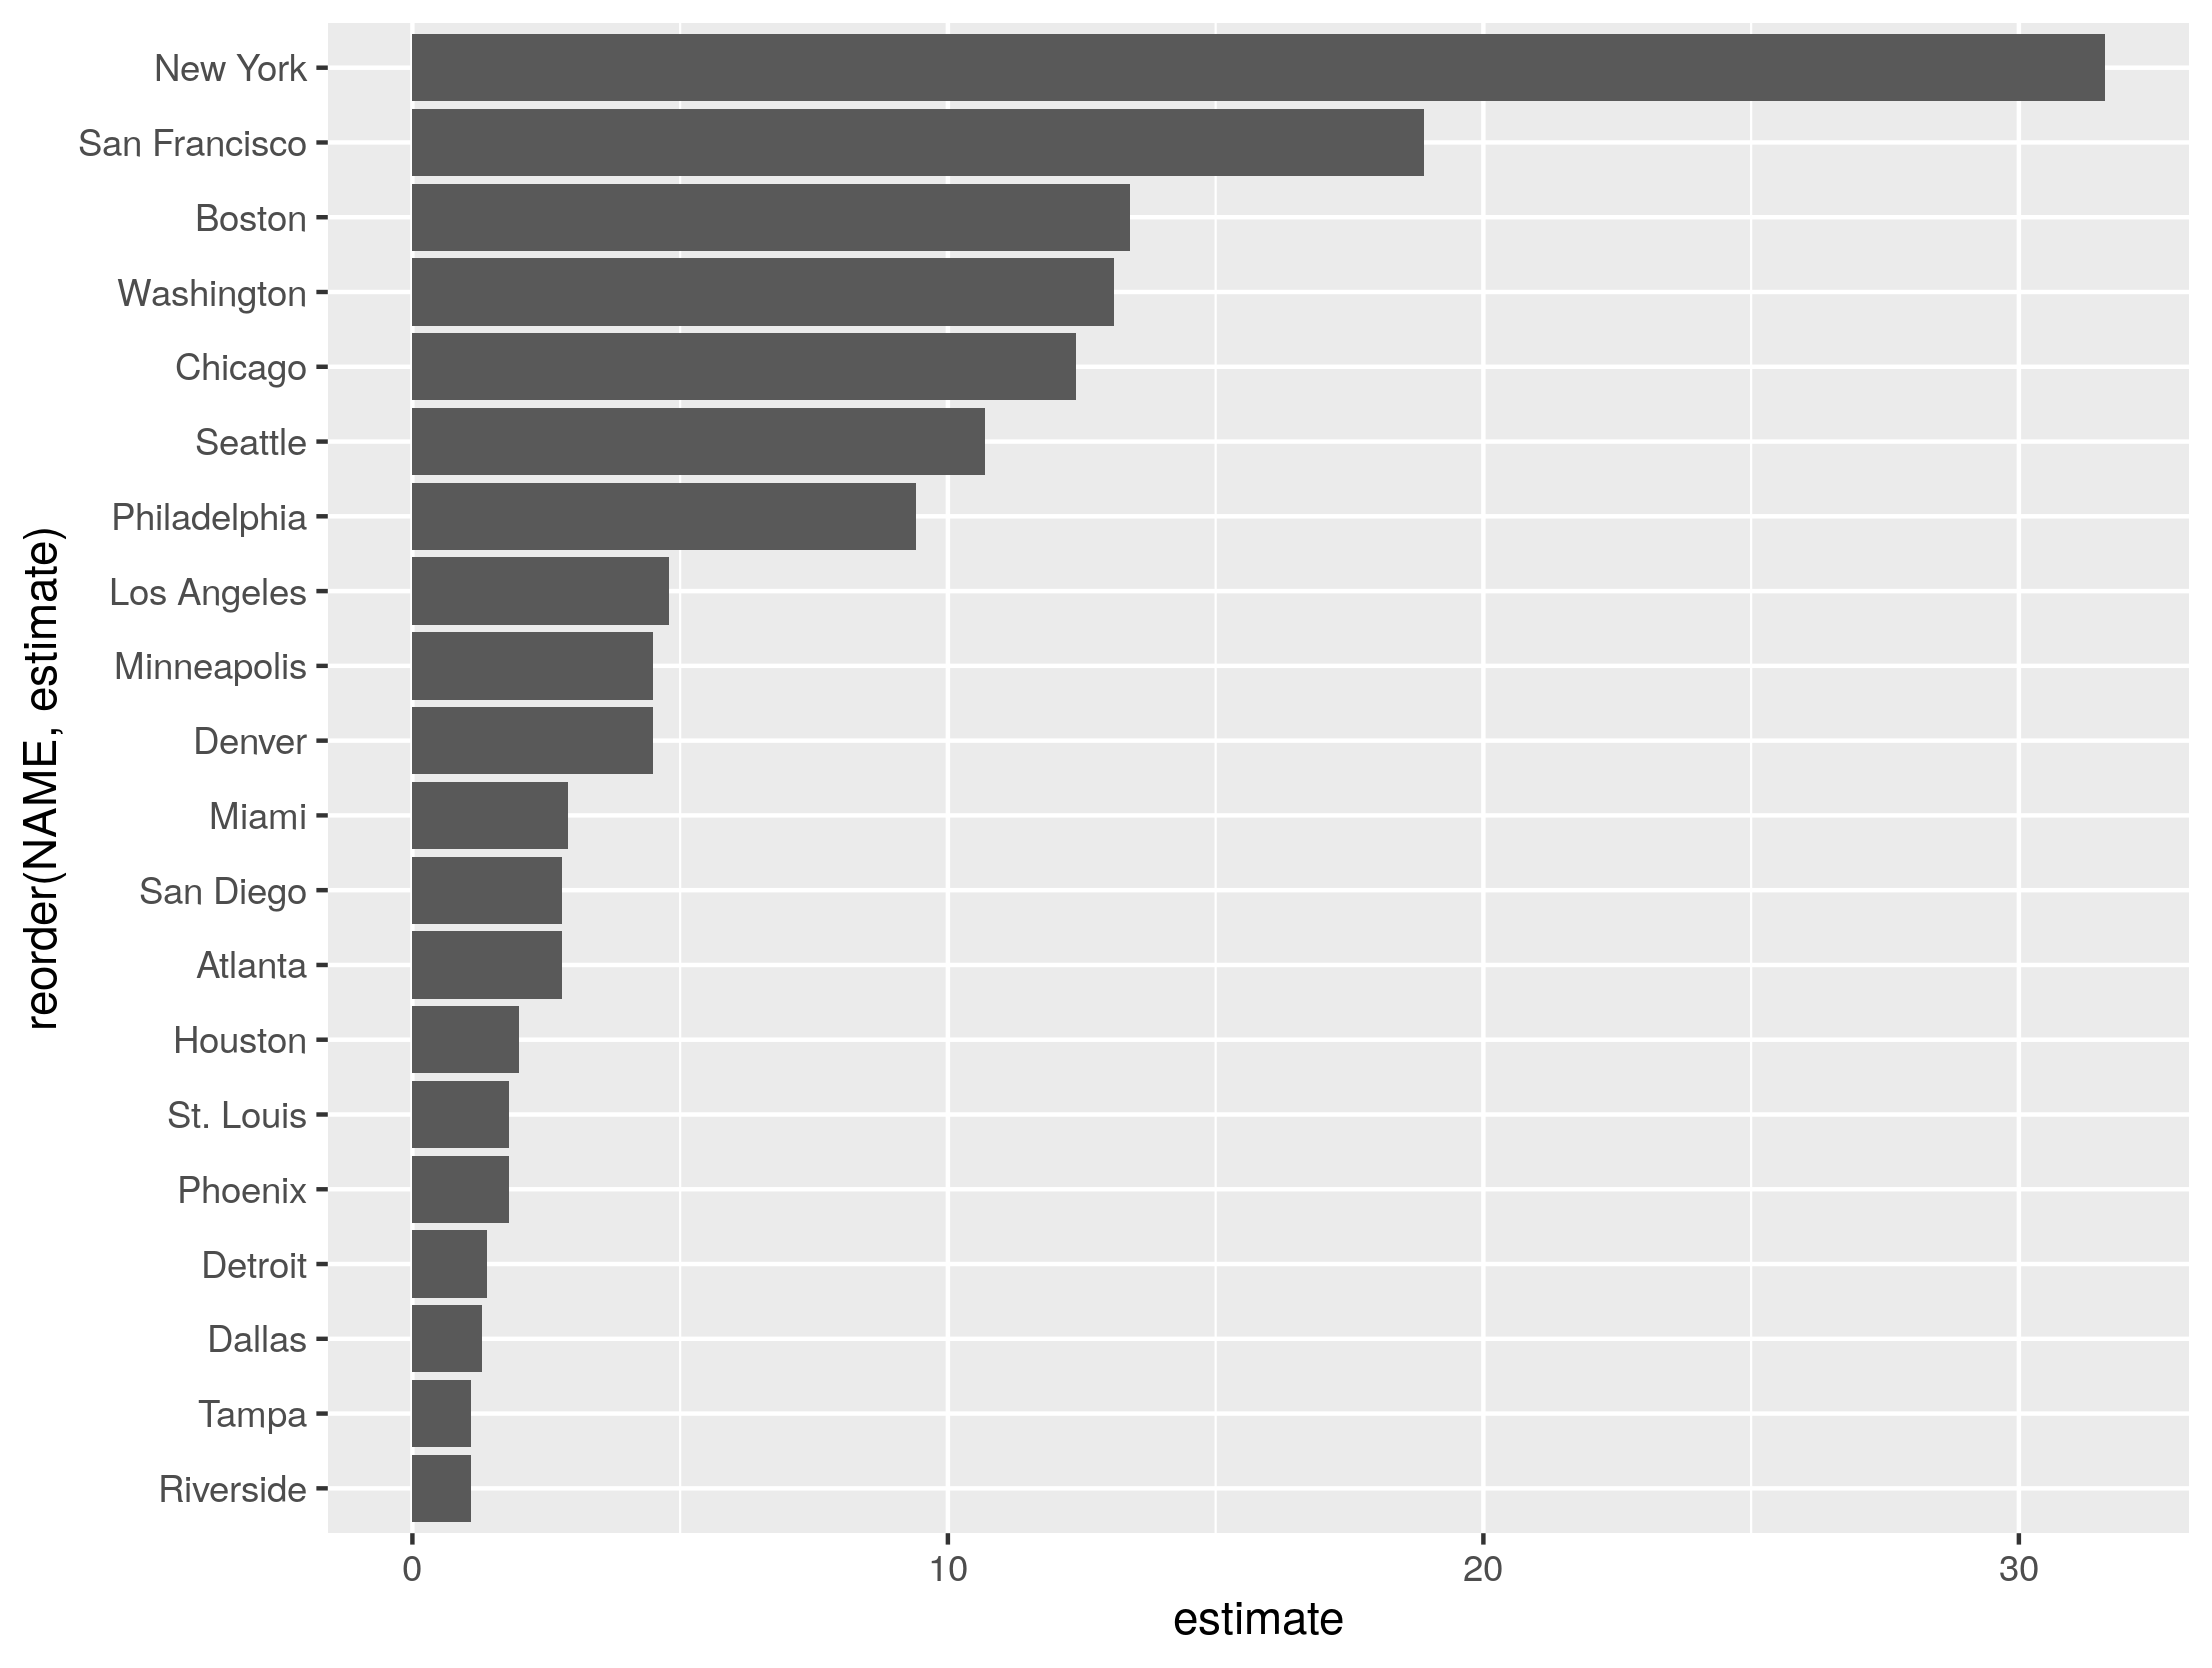 New York
San Francisco
Boston
Washington
Chicago
Seattle
Philadelphia
Los Angeles
Minneapolis
Denver
Miami
San Diego
Atlanta
Houston
St. Louis
Phoenix
Detroit
Dallas
Tampa
Riverside
reorder(NAME, estimate)
0 10 20 30
estimate